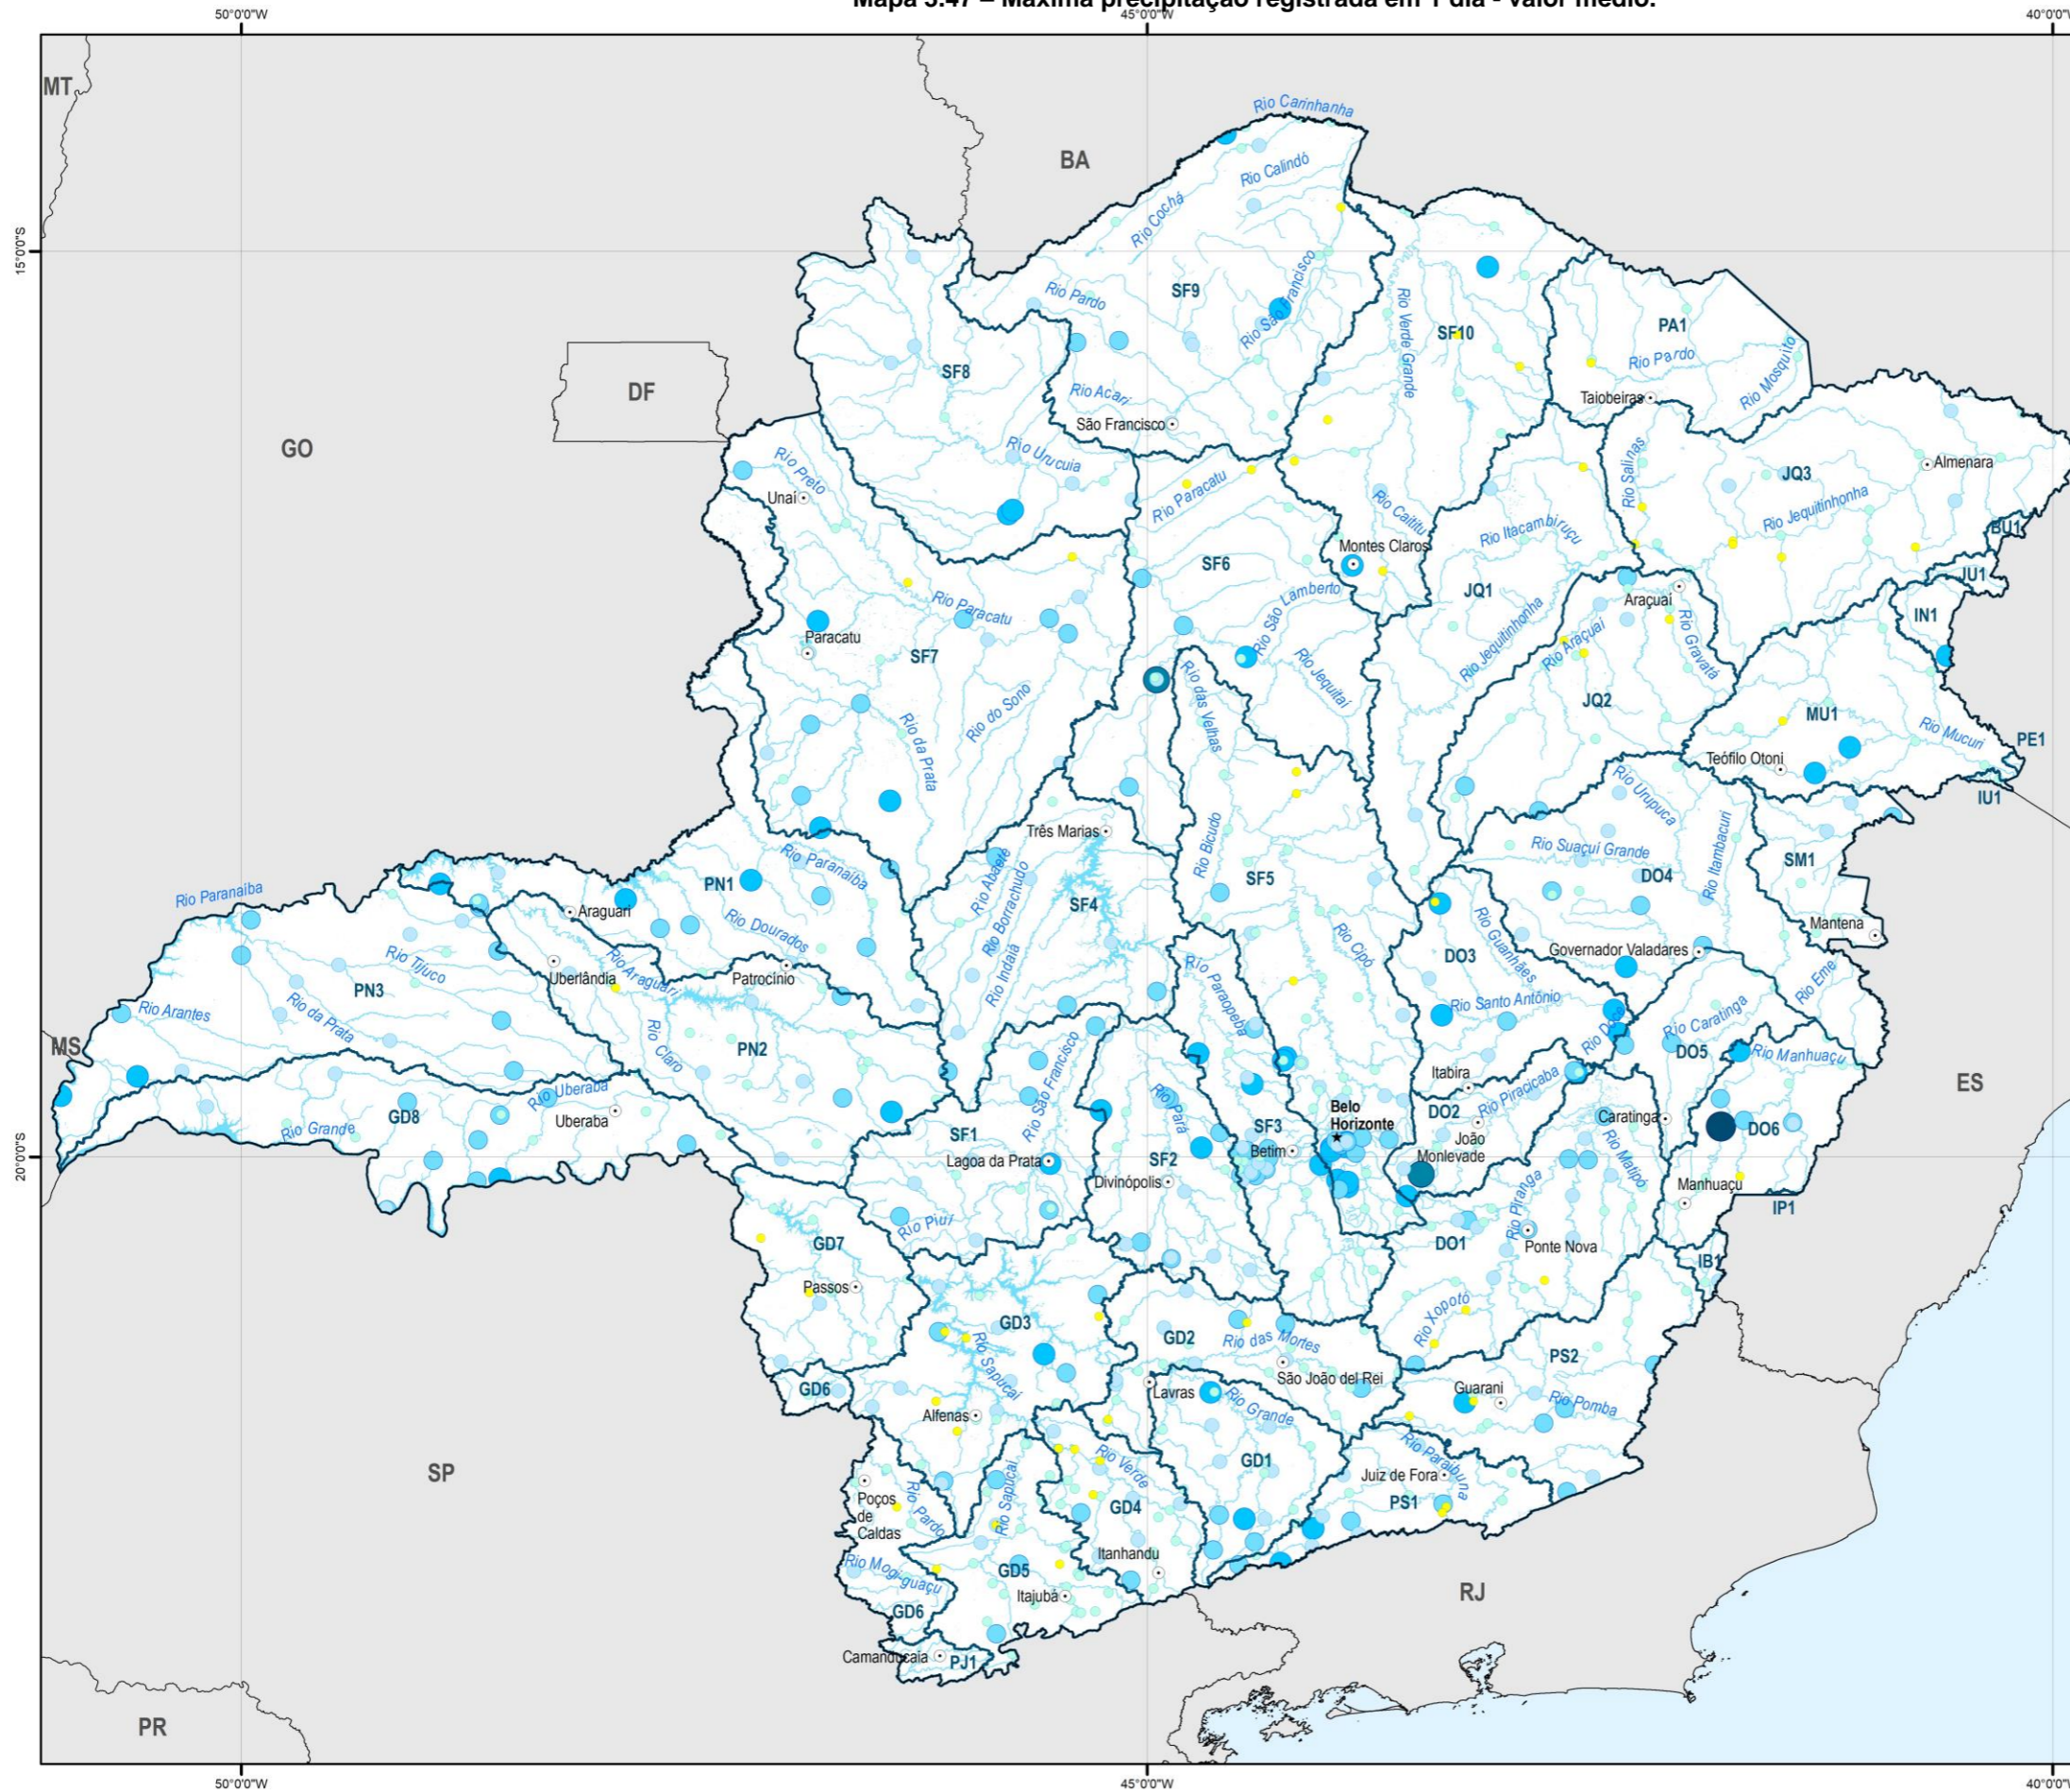 Mapa 5.47 – Máxima precipitação registrada em 1 dia - valor médio.
50°0'0"W
45°0'0"W
MT
Rio Carinhanha
BA
Rio Calindó
Rio Cochá
15°0'0"S
Rio Pardo
SF9
Rio São Francisco
Rio Verde Grande
SF10
PA1
Rio Pardo
Rio Mosquito
SF8
DF
Rio Acari
Taiobeiras
São Francisco
GO
Rio Urucuia
Rio Preto
Unaí
Rio Paracatu
Rio Salinas
JQ3
Almenara
Rio Caititu
Rio Jequitinhonha
Rio Itacambiruçu
BU1
Montes Claros
SF6
JU1
JQ1
Araçuaí
Rio São Lamberto
Rio Paracatu
IN1
Paracatu
SF7
Rio Jequitinhonha
Rio Araçuaí
Rio Gravatá
Rio Jequitaí
Rio das Velhas
Rio do Sono
JQ2
MU1
Rio Mucuri
PE1
Rio da Prata
Teófilo Otoni
IU1
Rio Urupuca
Três Marias
Rio Bicudo
Rio Suaçuí Grande
Rio Itambacuri
SM1
Rio Paranaíba
PN1
Rio Abaeté
Rio Borrachudo
SF4
SF5
DO4
Rio Paranaíba
Araguari
Rio Dourados
Mantena
Rio Cipó
Rio Guanhães
DO3
Governador Valadares
Rio Tijuco
Uberlândia
Rio Araguari
Patrocínio
Rio Indaiá
Rio Paraopeba
PN3
Rio Eme
Rio Arantes
Rio da Prata
Rio Santo Antônio
Rio Claro
PN2
Rio Caratinga
MS
Rio São Francisco
DO5
Rio Manhuaçu
Itabira
ES
Rio Uberaba
GD8
Uberaba
Rio Pará
Rio Piracicaba
Belo
Horizonte
DO2
Caratinga
Rio Grande
SF1
SF3
João
Monlevade
DO6
20°0'0"S
Lagoa da Prata
SF2
Betim
Rio Matipó
Divinópolis
Manhuaçu
Rio Piranga
IP1
Rio Piuí
GD7
DO1
Ponte Nova
IB1
Passos
GD3
Rio Xopotó
GD2
Rio das Mortes
PS2
Rio Sapucaí
São João del Rei
GD6
Lavras
Guarani
Rio Pomba
Alfenas
Rio Grande
Rio Verde
GD1
Rio Paraibuna
Juiz de Fora
SP
Poços
de
Caldas
Rio Pardo
Rio Sapucaí
GD4
PS1
Itanhandu
Rio Mogi-guaçu
GD5
Itajubá
RJ
GD6
Camanducaia
PJ1
PR
50°0'0"W
45°0'0"W